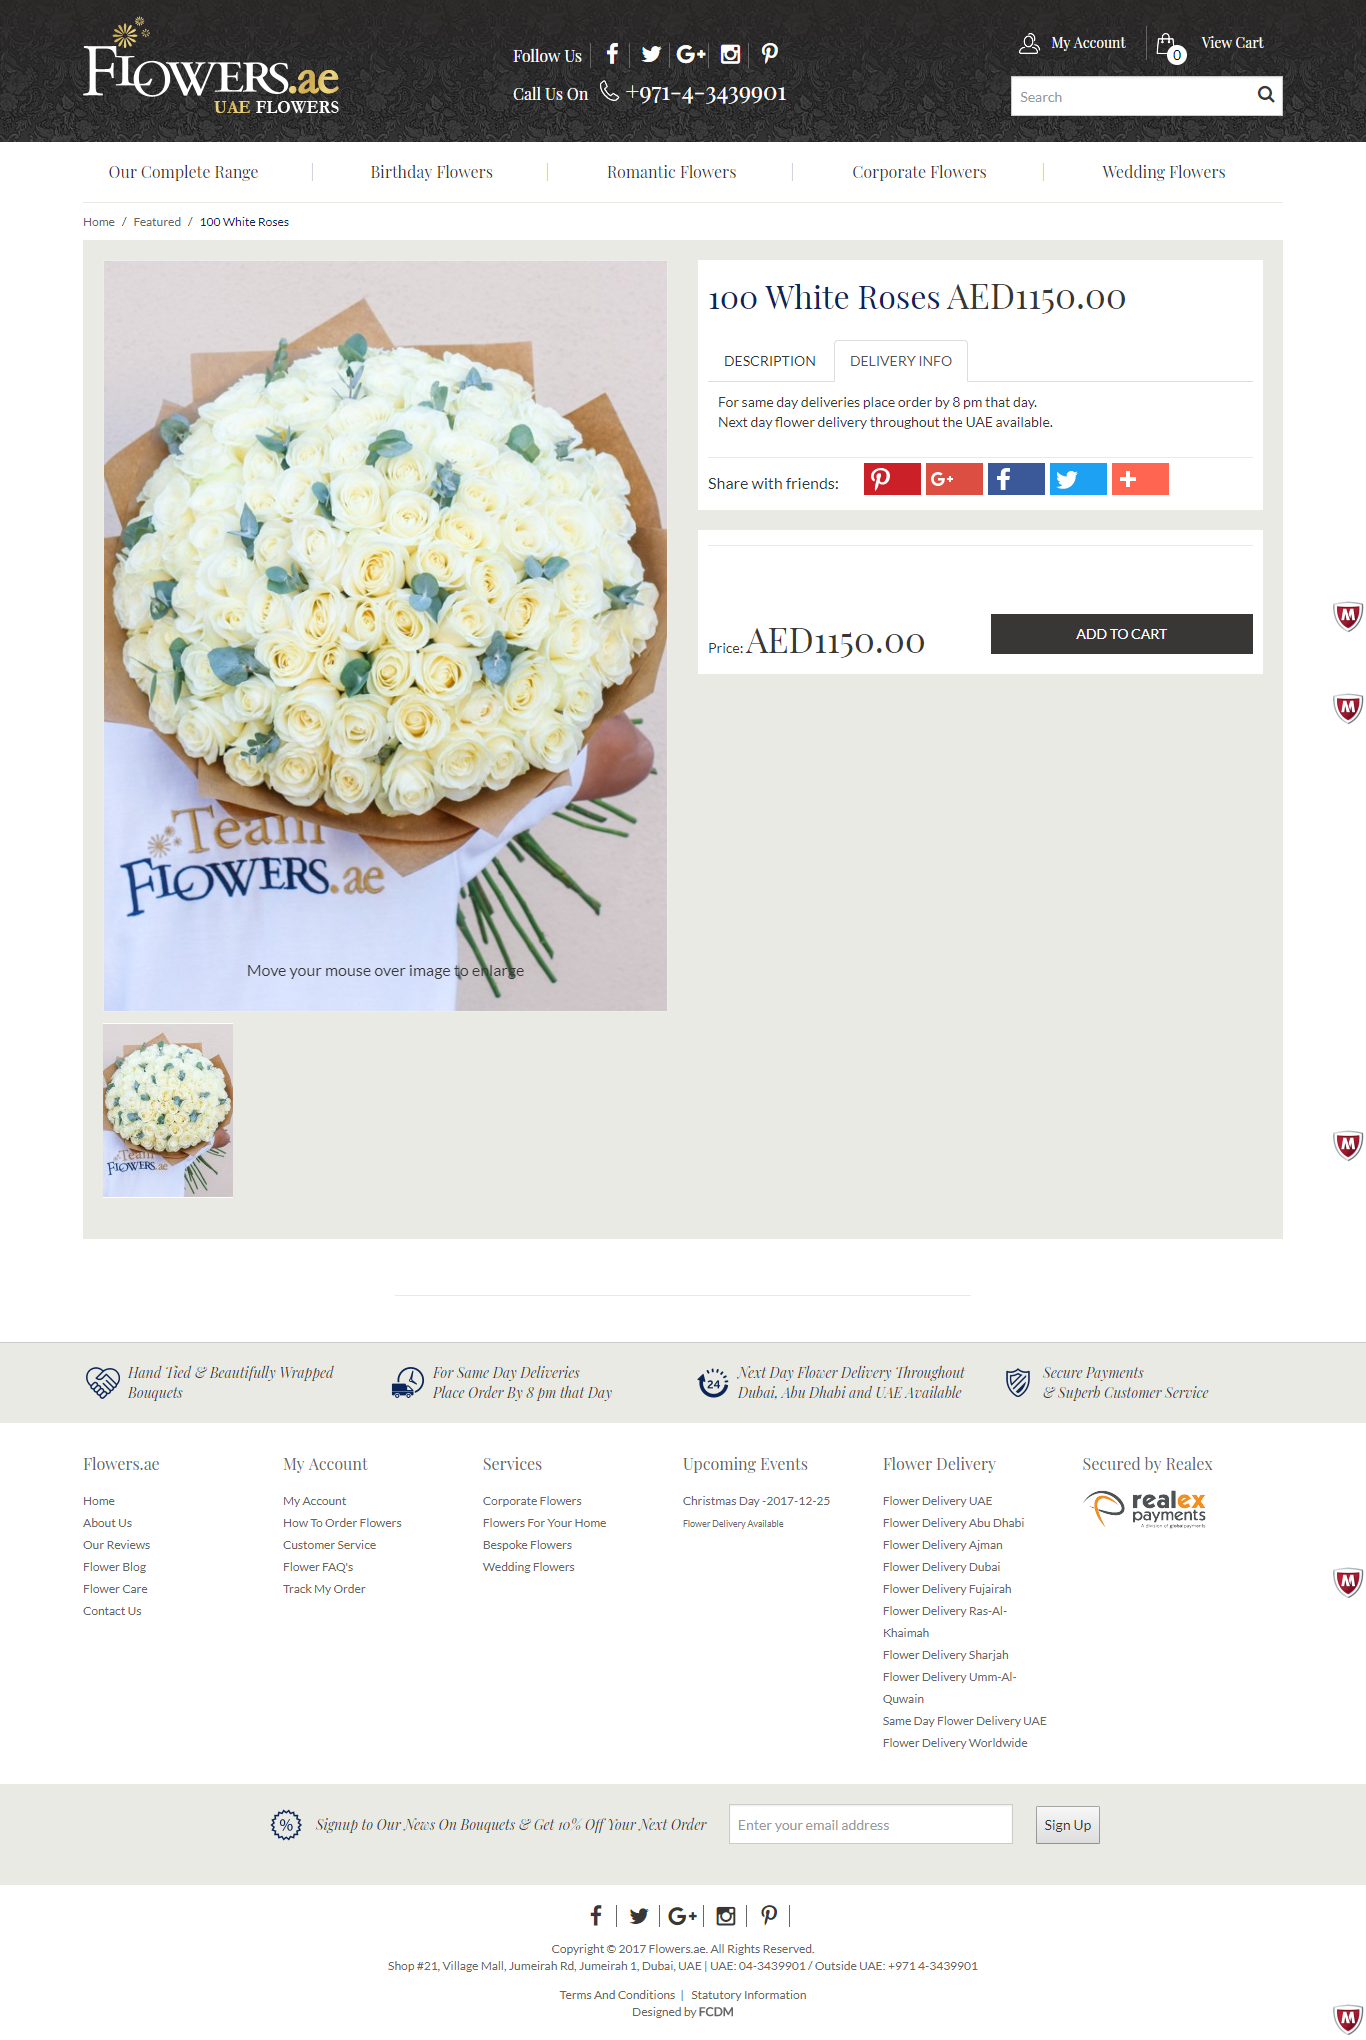 FLOWERS.ae
UAE FLOWERS
Follow Us
Call Us On +971-4-3439901
My Account
0
View Cart
Search
Our Complete Range
Birthday Flowers
Romantic Flowers
Corporate Flowers
Wedding Flowers
Home / Featured / 100 White Roses
100 White Roses AED1150.00
DESCRIPTION
DELIVERY INFO
For same day deliveries place order by 8 pm that day.
Next day flower delivery throughout the UAE available.
Share with friends:
Price: AED1150.00
ADD TO CART
Team
FLOWERS.ae
Move your mouse over image to enlarge
Team
FLOWERS.ae
Hand Tied & Beautifully Wrapped
Bouquets
For Same Day Deliveries
Place Order By 8 pm that Day
24
Next Day Flower Delivery Throughout
Dubai, Abu Dhabi and UAE Available
Secure Payments
& Superb Customer Service
Flowers.ae
Home
About Us
Our Reviews
Flower Blog
Flower Care
Contact Us
My Account
My Account
How To Order Flowers
Customer Service
Flower FAQ's
Track My Order
Services
Corporate Flowers
Flowers For Your Home
Bespoke Flowers
Wedding Flowers
Upcoming Events
Christmas Day -2017-12-25
Flower Delivery Available
Flower Delivery
Flower Delivery UAE
Flower Delivery Abu Dhabi
Flower Delivery Ajman
Flower Delivery Dubai
Flower Delivery Fujairah
Flower Delivery Ras-Al-
Khaimah
Flower Delivery Sharjah
Flower Delivery Umm-Al-
Quwain
Same Day Flower Delivery UAE
Flower Delivery Worldwide
Secured by Realex
realex
payments
A division of globalpayments
% Signup to Our News On Bouquets & Get 10% Off Your Next Order
Enter your email address
Sign Up
Copyright © 2017 Flowers.ae. All Rights Reserved.
Shop #21, Village Mall, Jumeirah Rd, Jumeirah 1, Dubai, UAE | UAE: 04-3439901 / Outside UAE: +971 4-3439901
Terms And Conditions | Statutory Information
Designed by FCDM